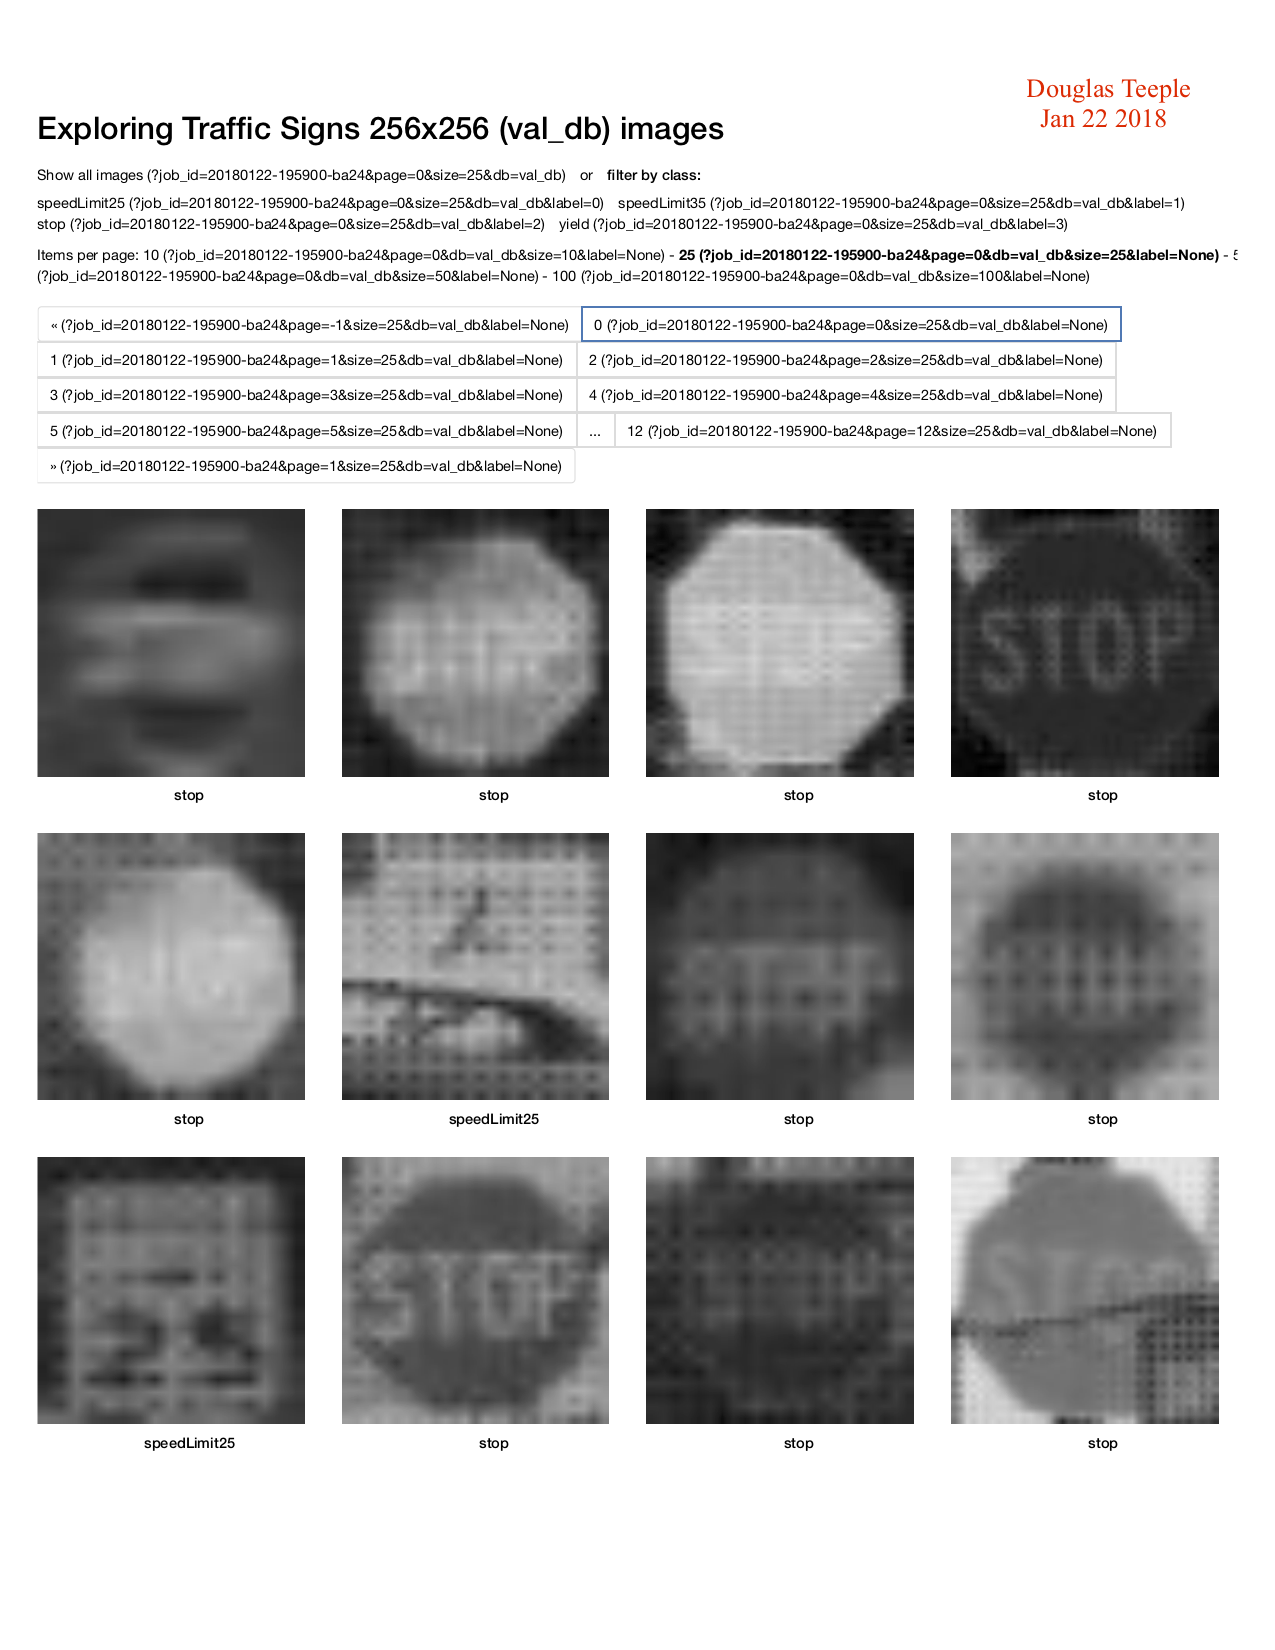 Douglas Teeple
Jan 22 2018
Exploring Traffic Signs 256x256 (val_db) images
Show all images (?job_id=20180122-195900-ba24&page=0&size=25&db=val_db) or filter by class:
speedLimit25 (?job_id=20180122-195900-ba24&page=0&size=25&db=val_db&label=0) speedLimit35 (?job_id=20180122-195900-ba24&page=0&size=25&db=val_db&label=1)
stop (?job_id=20180122-195900-ba24&page=0&size=25&db=val_db&label=2) yield (?job_id=20180122-195900-ba24&page=0&size=25&db=val_db&label=3)
Items per page: 10 (?job_id=20180122-195900-ba24&page=0&db=val_db&size=10&label=None) - 25 (?job_id=20180122-195900-ba24&page=0&db=val_db&size=25&label=None) -
(?job_id=20180122-195900-ba24&page=0&db=val_db&size=50&label=None) - 100 (?job_id=20180122-195900-ba24&page=0&db=val_db&size=100&label=None)
« (?job_id=20180122-195900-ba24&page=-1&size=25&db=val_db&label=None) 0 (?job_id=20180122-195900-ba24&page=0&size=25&db=val_db&label=None)
1 (?job_id=20180122-195900-ba24&page=1&size=25&db=val_db&label=None) 2 (?job_id=20180122-195900-ba24&page=2&size=25&db=val_db&label=None)
3 (?job_id=20180122-195900-ba24&page=3&size=25&db=val_db&label=None) 4 (?job_id=20180122-195900-ba24&page=4&size=25&db=val_db&label=None)
5 (?job_id=20180122-195900-ba24&page=5&size=25&db=val_db&label=None) ... 12 (?job_id=20180122-195900-ba24&page=12&size=25&db=val_db&label=None)
» (?job_id=20180122-195900-ba24&page=1&size=25&db=val_db&label=None)
STOP
stop stop stop stop
stop speedLimit25 stop stop
25 STOP STOP
speedLimit25 stop stop stop